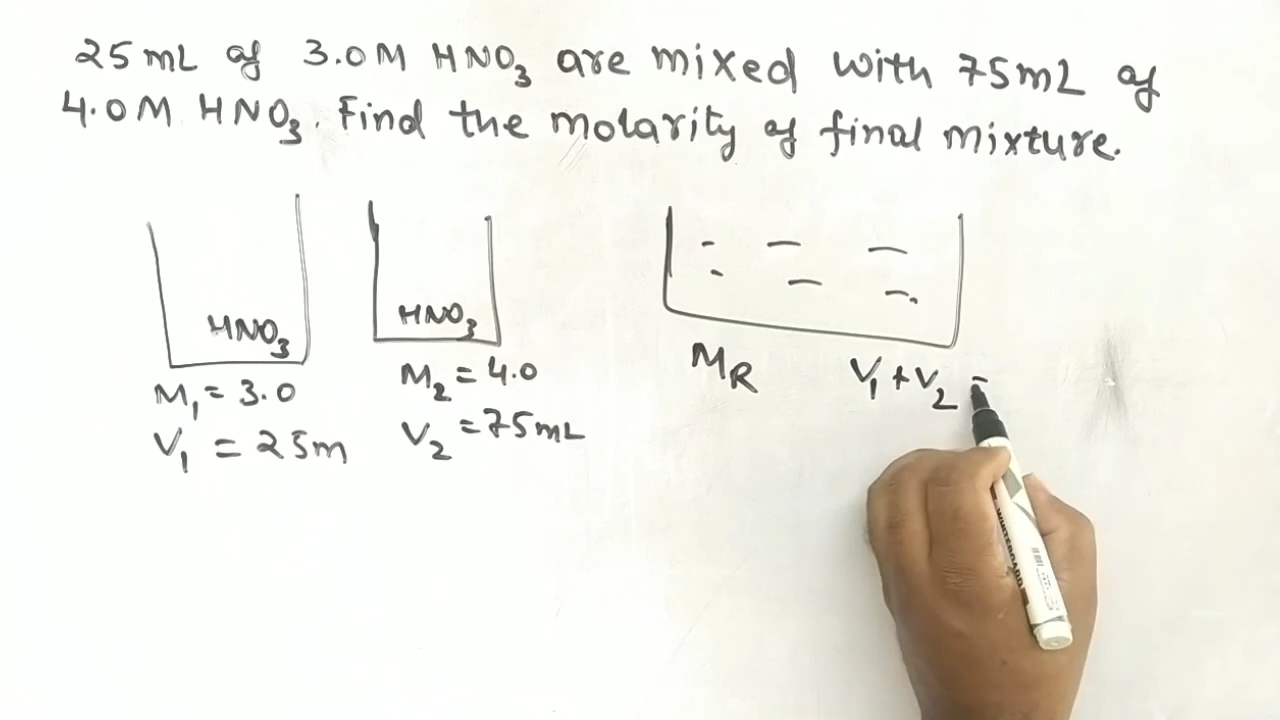 25 mL of 3.0M HNO3 are mixed with 75mL of
4.0M HNO3. Find the molarity of final mixture.
HNO3
M1 = 3.0
V1 = 25m
HNO3
M2 = 4.0
V2 = 75mL
MR V1 + V2 =
WHITEBOARD